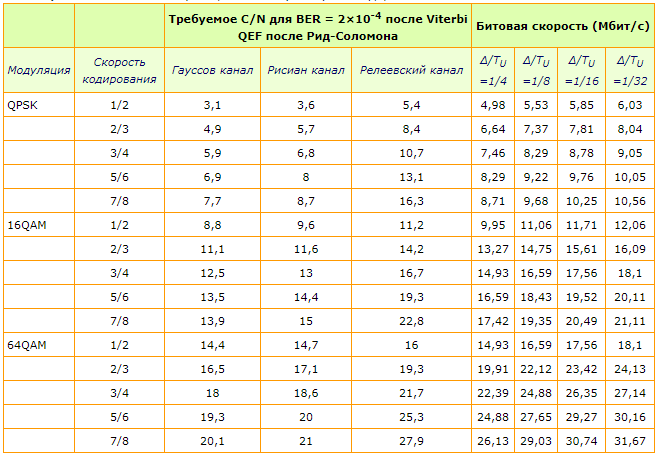 Требуемое C/N для BER = 2×10⁻⁴ после Viterbi QEF после Рид-Соломона | Битовая скорость (Мбит/с)
Модуляция | Скорость кодирования | Гауссов канал | Рисиан канал | Релеевский канал | Δ/TU =1/4 | Δ/TU =1/8 | Δ/TU =1/16 | Δ/TU =1/32
QPSK | 1/2 | 3,1 | 3,6 | 5,4 | 4,98 | 5,53 | 5,85 | 6,03
2/3 | 4,9 | 5,7 | 8,4 | 6,64 | 7,37 | 7,81 | 8,04
3/4 | 5,9 | 6,8 | 10,7 | 7,46 | 8,29 | 8,78 | 9,05
5/6 | 6,9 | 8 | 13,1 | 8,29 | 9,22 | 9,76 | 10,05
7/8 | 7,7 | 8,7 | 16,3 | 8,71 | 9,68 | 10,25 | 10,56
16QAM | 1/2 | 8,8 | 9,6 | 11,2 | 9,95 | 11,06 | 11,71 | 12,06
2/3 | 11,1 | 11,6 | 14,2 | 13,27 | 14,75 | 15,61 | 16,09
3/4 | 12,5 | 13 | 16,7 | 14,93 | 16,59 | 17,56 | 18,1
5/6 | 13,5 | 14,4 | 19,3 | 16,59 | 18,43 | 19,52 | 20,11
7/8 | 13,9 | 15 | 22,8 | 17,42 | 19,35 | 20,49 | 21,11
64QAM | 1/2 | 14,4 | 14,7 | 16 | 14,93 | 16,59 | 17,56 | 18,1
2/3 | 16,5 | 17,1 | 19,3 | 19,91 | 22,12 | 23,42 | 24,13
3/4 | 18 | 18,6 | 21,7 | 22,39 | 24,88 | 26,35 | 27,14
5/6 | 19,3 | 20 | 25,3 | 24,88 | 27,65 | 29,27 | 30,16
7/8 | 20,1 | 21 | 27,9 | 26,13 | 29,03 | 30,74 | 31,67